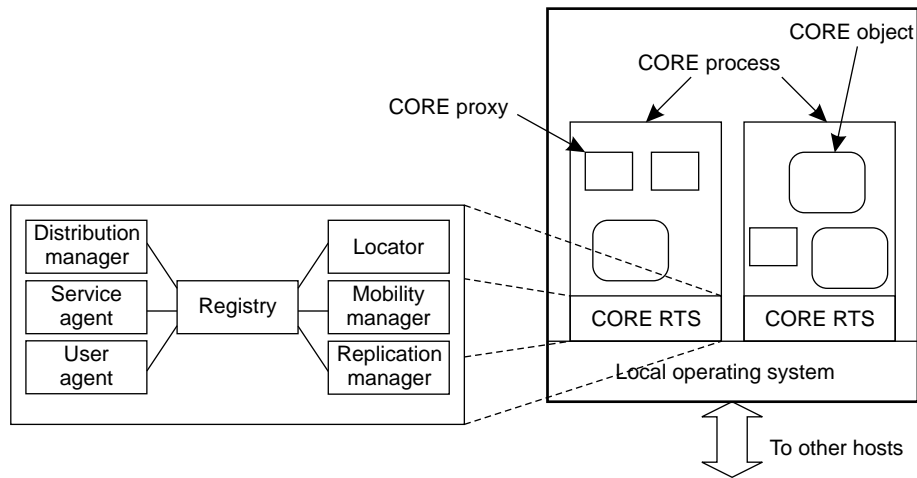 CORE object
CORE process
CORE proxy
Distribution
manager
Service
agent
User
agent
Registry
Locator
Mobility
manager
Replication
manager
CORE RTS
CORE RTS
Local operating system
To other hosts